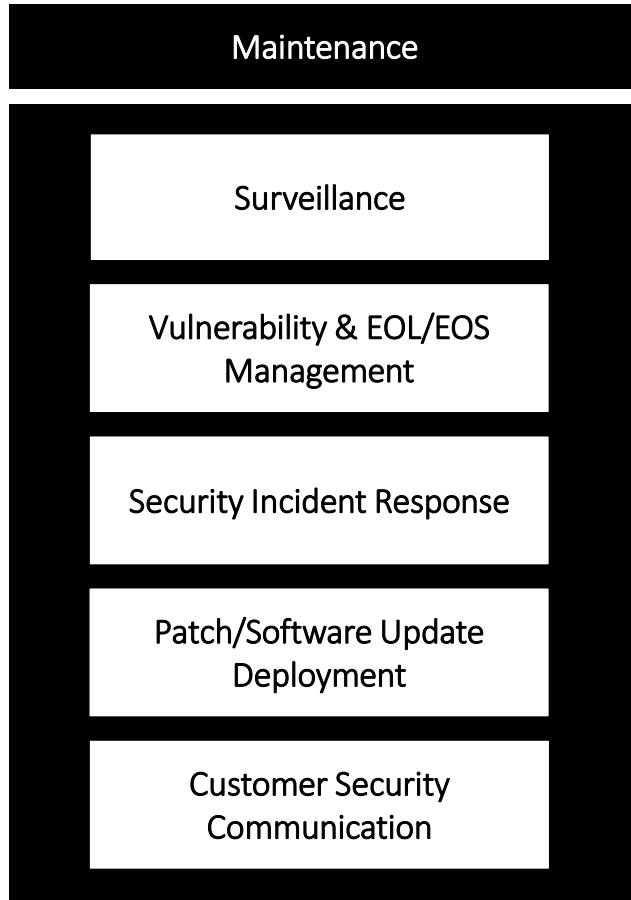 Maintenance
Surveillance
Vulnerability & EOL/EOS
Management
Security Incident Response
Patch/Software Update
Deployment
Customer Security
Communication